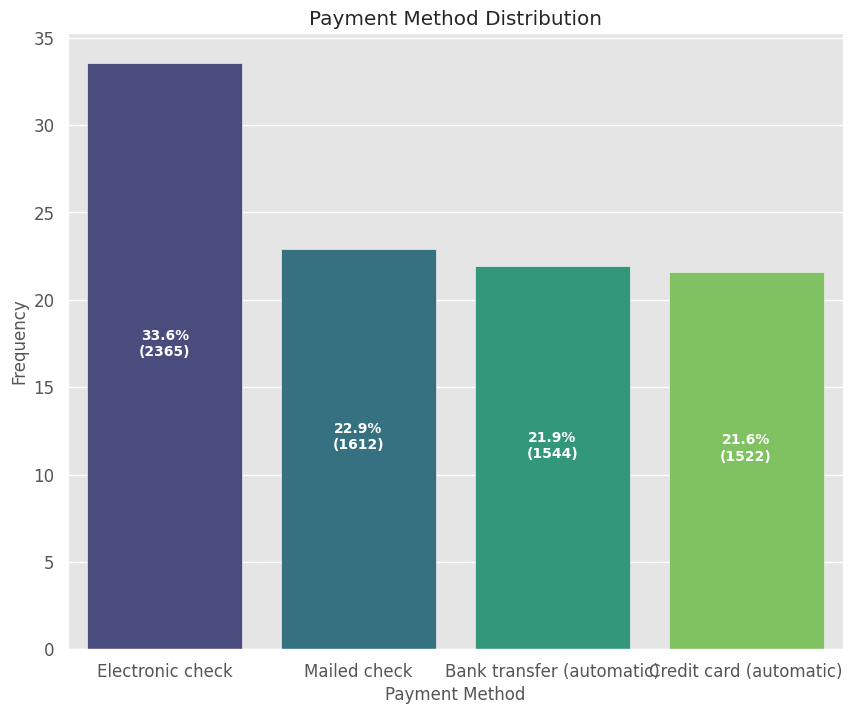 Payment Method Distribution
35
30
25
20
15
10
5
0
Frequency
33.6%
(2365)
22.9%
(1612)
21.9%
(1544)
21.6%
(1522)
Electronic check
Mailed check
Bank transfer (automatic)
Credit card (automatic)
Payment Method